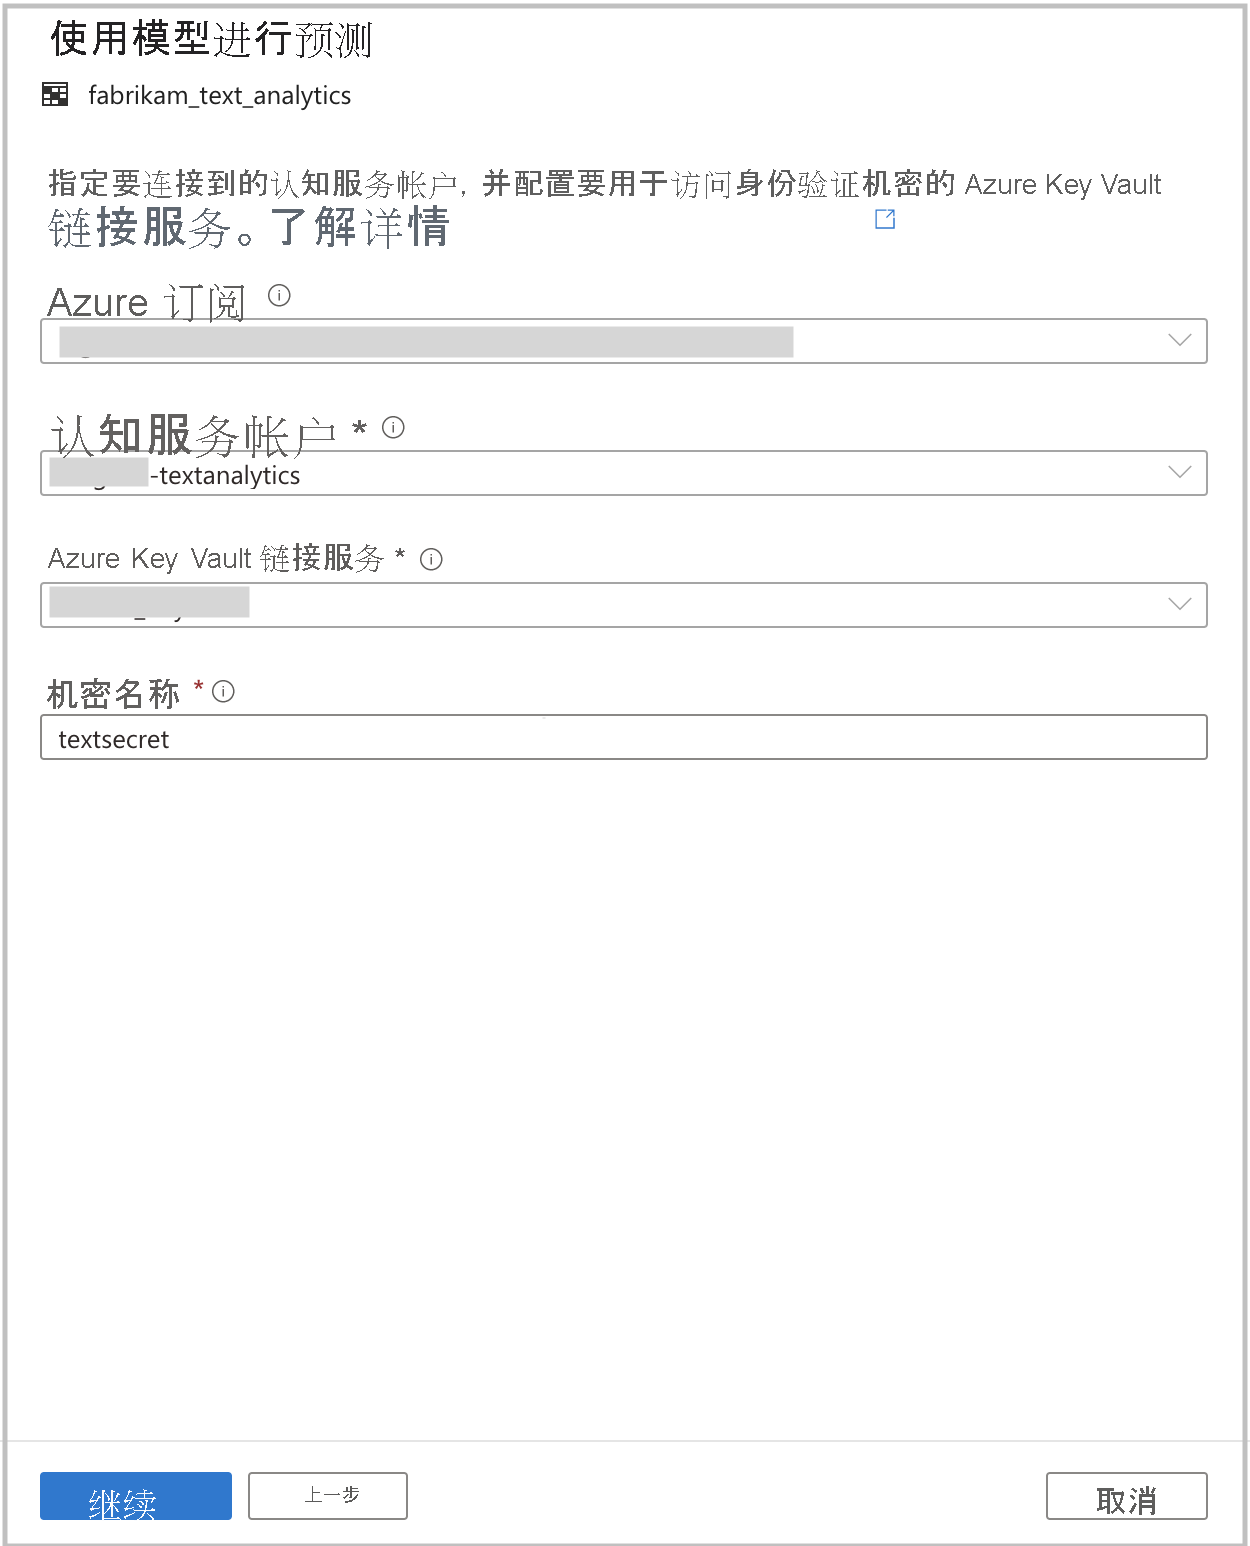 使用模型进行预测
fabrikam_text_analytics
指定要连接到的认知服务帐户, 并配置要用于访问身份验证机密的 Azure Key Vault
链接服务。了解详情
Azure 订阅
认知服务帐户 *
-textanalytics
Azure Key Vault 链接服务 *
机密名称 *
textsecret
继续 上一步 取消